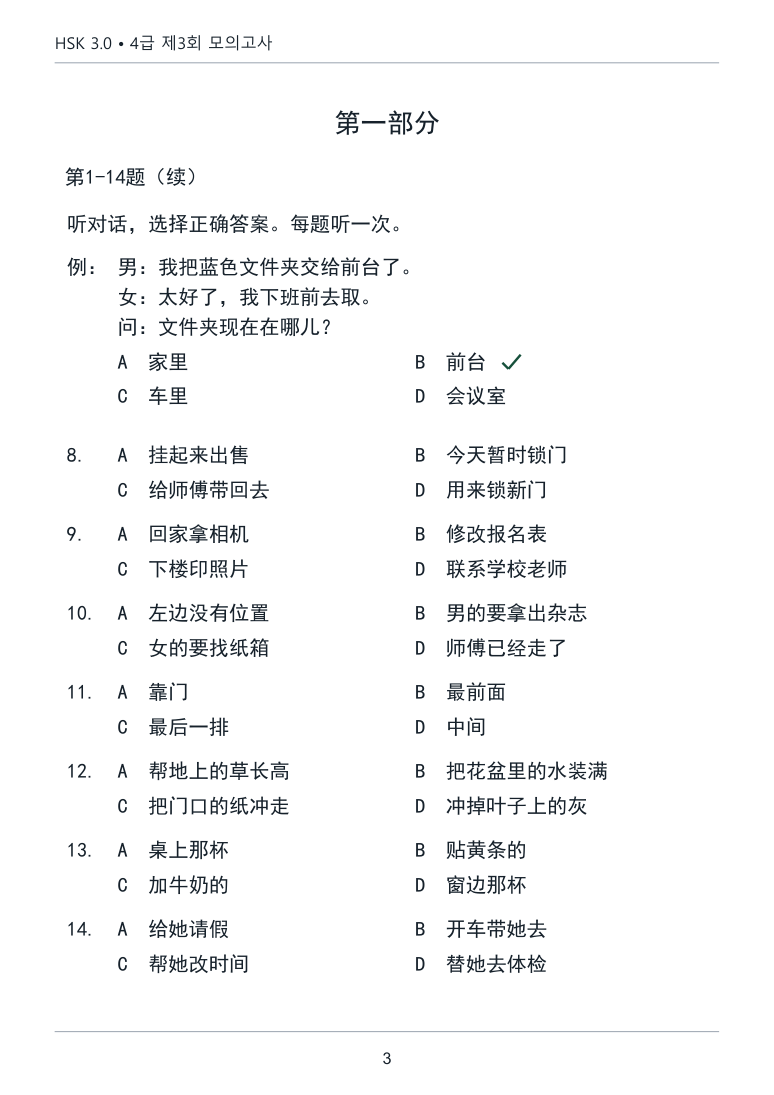 HSK 3.0 • 4급 제3회 모의고사
第一部分
第1-14题（续）
听对话，选择正确答案。每题听一次。
例： 男：我把蓝色文件夹交给前台了。
女：太好了，我下班前去取。
问：文件夹现在在哪儿？
A 家里 B 前台 ✓
C 车里 D 会议室
8. A 挂起来出售 B 今天暂时锁门
C 给师傅带回去 D 用来锁新门
9. A 回家拿相机 B 修改报名表
C 下楼印照片 D 联系学校老师
10. A 左边没有位置 B 男的要拿出杂志
C 女的要找纸箱 D 师傅已经走了
11. A 靠门 B 最前面
C 最后一排 D 中间
12. A 帮地上的草长高 B 把花盆里的水装满
C 把门口的纸冲走 D 冲掉叶子上的灰
13. A 桌上那杯 B 贴黄条的
C 加牛奶的 D 窗边那杯
14. A 给她请假 B 开车带她去
C 帮她改时间 D 替她去体检
3